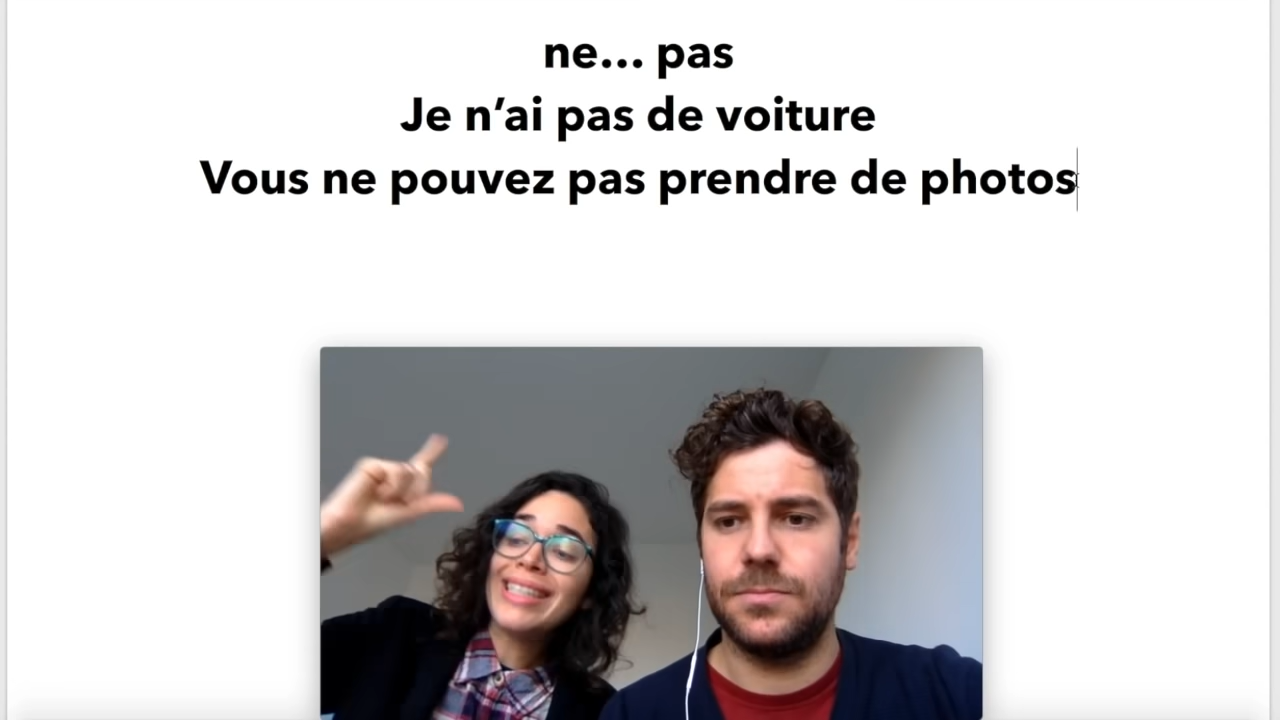 ne… pas
Je n’ai pas de voiture
Vous ne pouvez pas prendre de photos